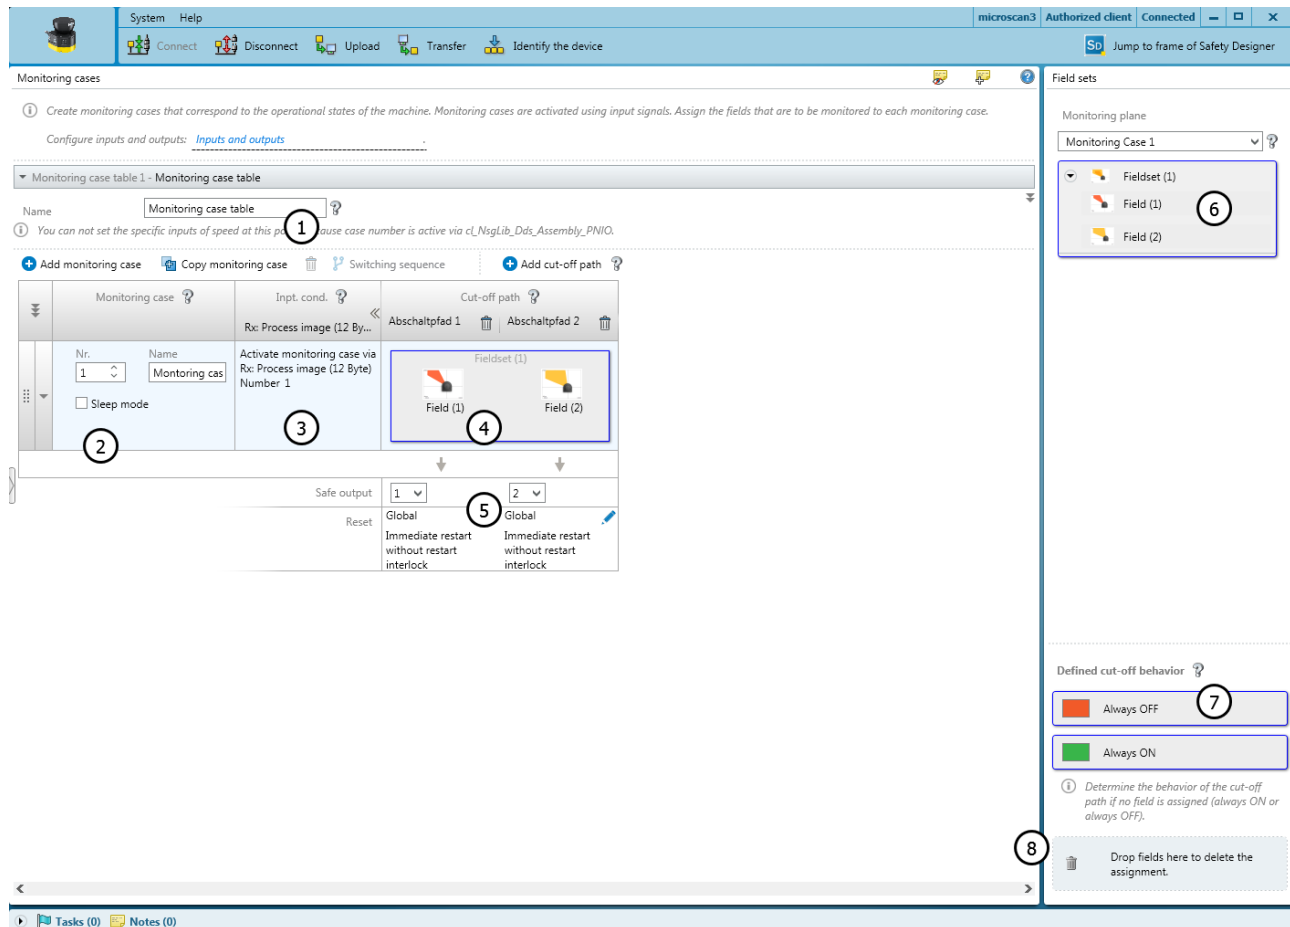 System Help
microscan3 Authorized client Connected
Connect Disconnect Upload Transfer Identify the device
SD Jump to frame of Safety Designer
Monitoring cases
Create monitoring cases that correspond to the operational states of the machine. Monitoring cases are activated using input signals. Assign the fields that are to be monitored to each monitoring case.
Configure inputs and outputs: Inputs and outputs .
Monitoring case table 1 - Monitoring case table
Name Monitoring case table
1
You can not set the specific inputs of speed at this po cause case number is active via cl_NsgLib_Dds_Assembly_PNIO.
Add monitoring case Copy monitoring case Switching sequence Add cut-off path
Monitoring case Inpt. cond. Cut-off path
Rx: Process image (12 By... Abschaltpfad 1 Abschaltpfad 2
Nr. Name
1 Montoring cas
Sleep mode
2
Activate monitoring case via
Rx: Process image (12 Byte)
Number 1
3
Fieldset (1)
Field (1) Field (2)
4
Safe output 1 2
5
Reset Global Global
Immediate restart
without restart
interlock
Immediate restart
without restart
interlock
Field sets
Monitoring plane
Monitoring Case 1
Fieldset (1)
Field (1)
6
Field (2)
Defined cut-off behavior
Always OFF
7
Always ON
Determine the behavior of the cut-off
path if no field is assigned (always ON or
always OFF).
8
Drop fields here to delete the
assignment.
Tasks (0) Notes (0)